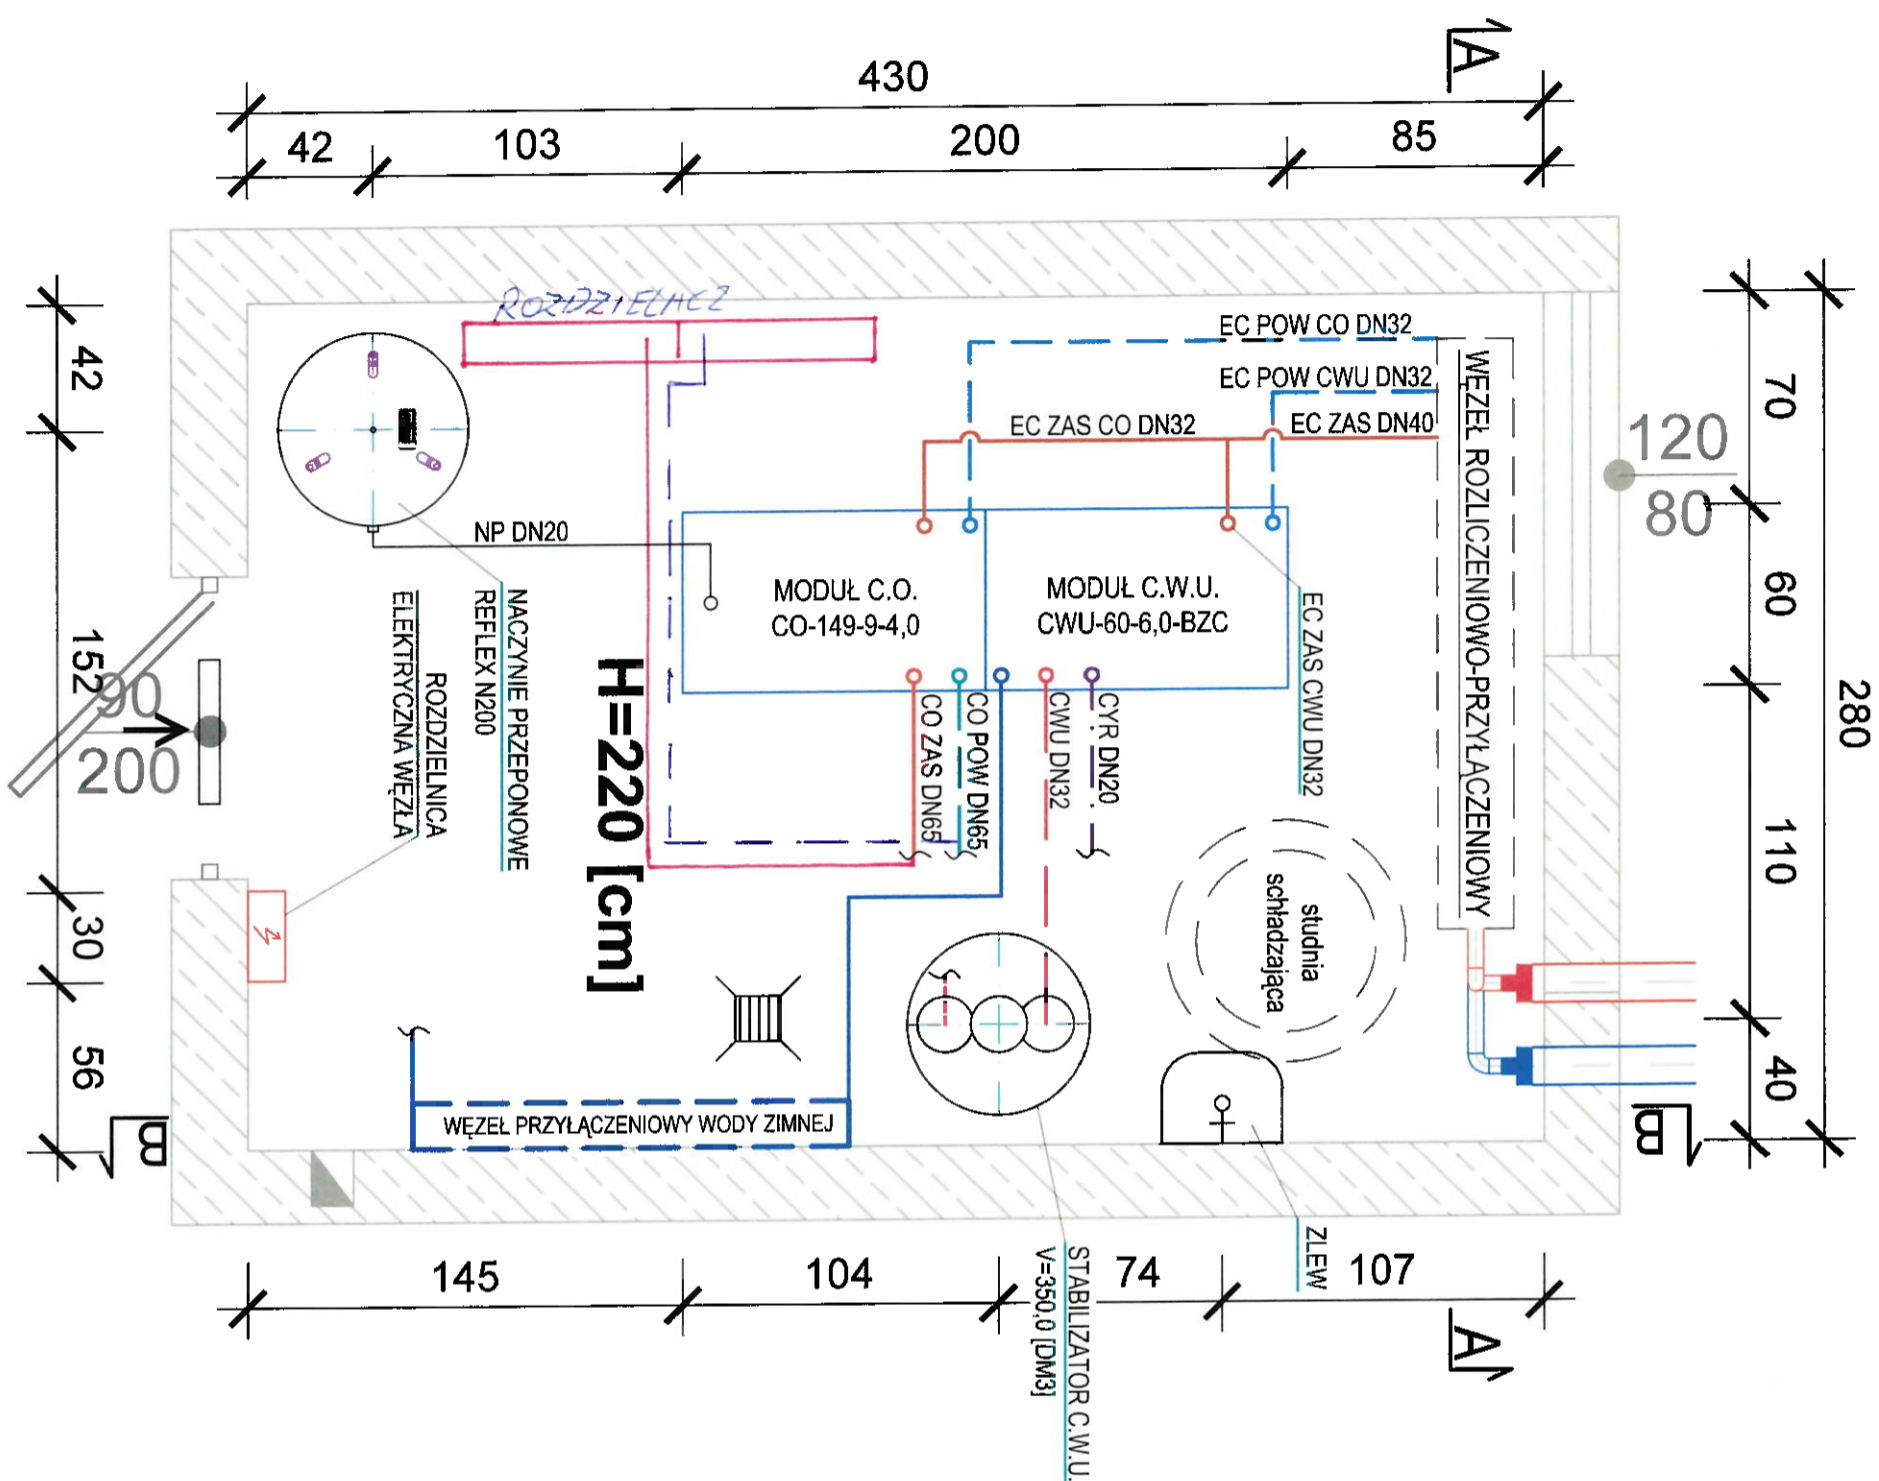 A
430
42
103
200
85
ROZDZIELACZ
EC POW CO DN32
EC POW CWU DN32
EC ZAS CO DN32
EC ZAS DN40
WĘZEŁ ROZLICZENIOWO-PRZYŁĄCZENIOWY
120
80
70
60
110
40
280
42
152
30
56
90
200
NP DN20
MODUŁ C.O.
CO-149-9-4,0
MODUŁ C.W.U.
CWU-60-6,0-BZC
EC ZAS CWU DN32
NACZYNIE PRZEPONOWE
REFLEX N200
ROZDZIELNICA
ELEKTRYCZNA WĘZŁA
H=220 [cm]
CO ZAS DN65
CO POW DN65
CWU DN32
CYR DN20
studnia
schładzająca
WĘZEŁ PRZYŁĄCZENIOWY WODY ZIMNEJ
B
B
ZLEW
STABILIZATOR C.W.U.
V=350,0 [DM3]
145
104
74
107
A